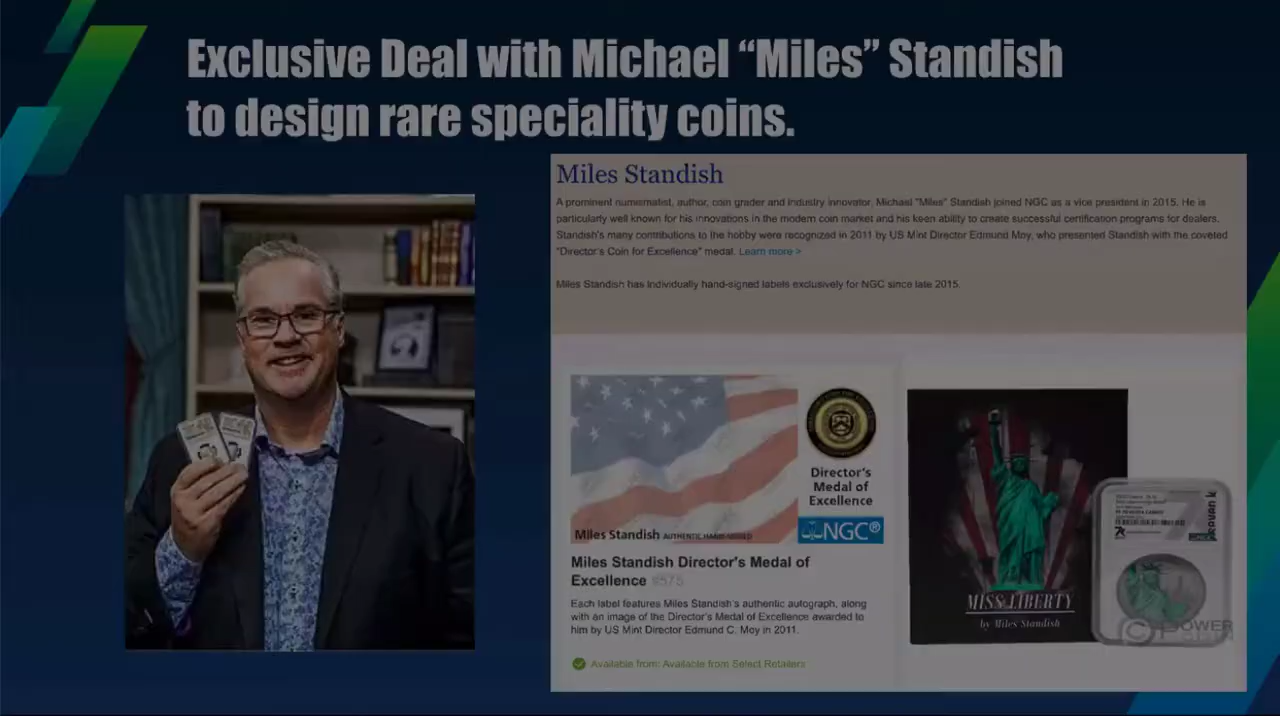 Exclusive Deal with Michael “Miles” Standish
to design rare speciality coins.
Miles Standish
A prominent numismatist, author, coin grader and industry innovator, Michael "Miles" Standish joined NGC as a vice president in 2015. He is
particularly well known for his innovations in the modern coin market and his keen ability to create successful certification programs for dealers.
Standish's many contributions to the hobby were recognized in 2011 by US Mint Director Edmund Moy, who presented Standish with the coveted
"Director's Coin for Excellence" medal. Learn more >
Miles Standish has individually hand-signed labels exclusively for NGC since late 2015.
Director's
Medal of
Excellence
Miles Standish AUTHENTIC HAND-SIGNED
NGC®
Miles Standish Director's Medal of
Excellence #575
Each label features Miles Standish's authentic autograph, along
with an image of the Director's Medal of Excellence awarded to
him by US Mint Director Edmund C. Moy in 2011.
Available from: Available from Select Retailers
MISS LIBERTY
by Miles Standish
POWER
COIN